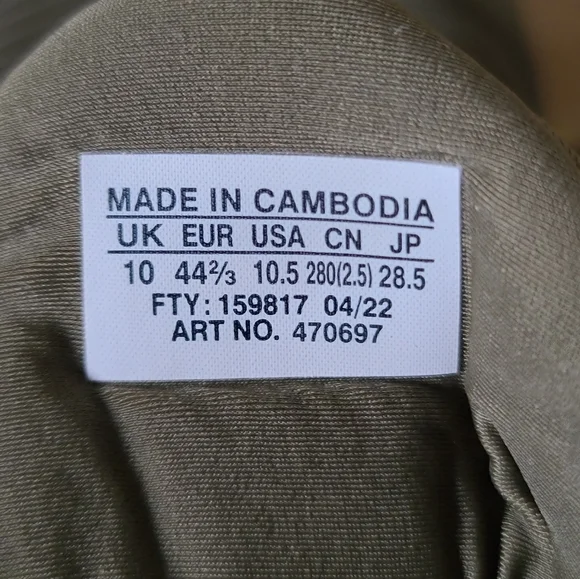 MADE IN CAMBODIA
UK EUR USA CN JP
10 44⅔ 10.5 280(2.5) 28.5
FTY: 159817 04/22
ART NO. 470697